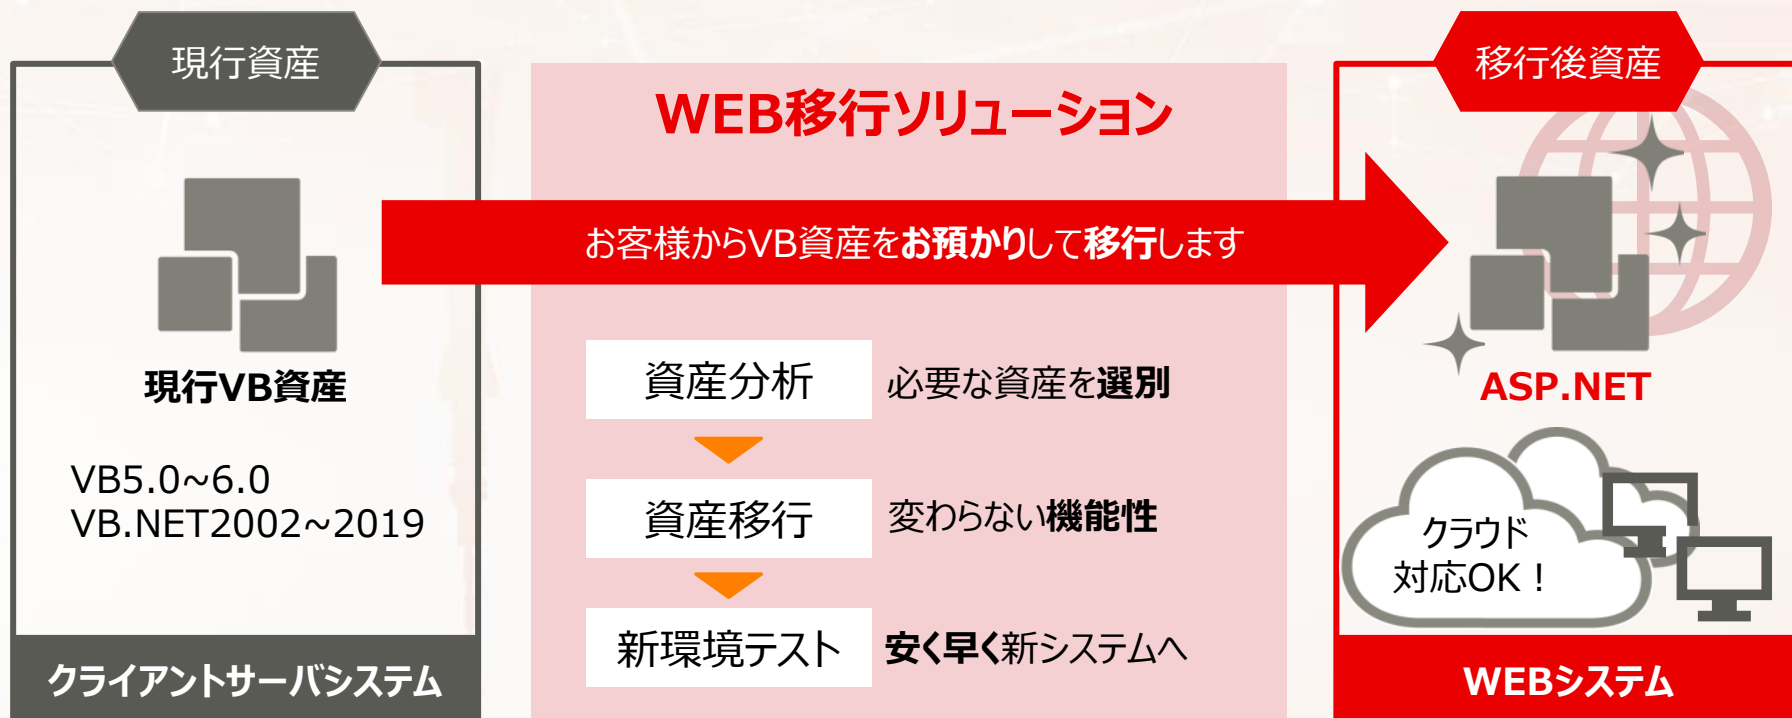 現行資産
現行VB資産
VB5.0~6.0
VB.NET2002~2019
クライアントサーバシステム
WEB移行ソリューション
お客様からVB資産をお預かりして移行します
資産分析 必要な資産を選別
資産移行 変わらない機能性
新環境テスト 安く早く新システムへ
移行後資産
ASP.NET
クラウド
対応OK！
WEBシステム